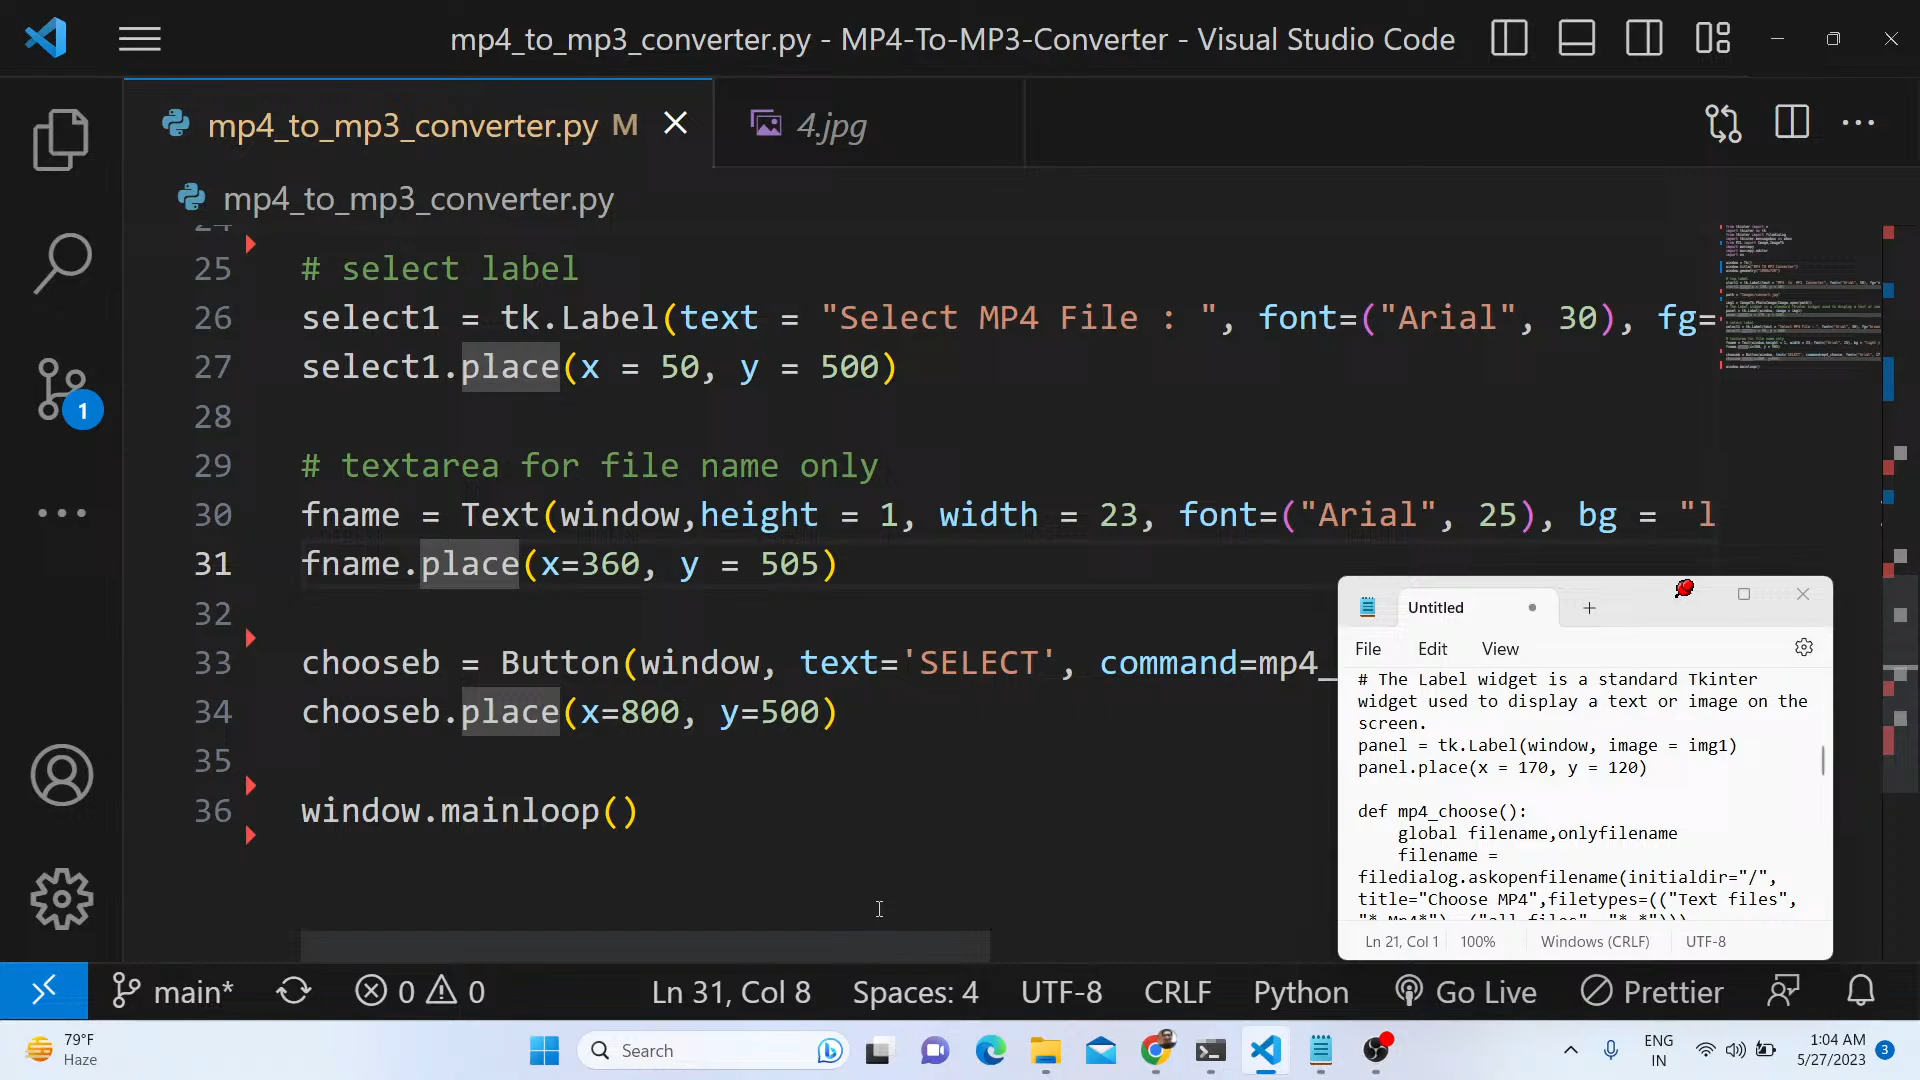 mp4_to_mp3_converter.py - MP4-To-MP3-Converter - Visual Studio Code
mp4_to_mp3_converter.py M
4.jpg
mp4_to_mp3_converter.py
25 # select label
26 select1 = tk.Label(text = "Select MP4 File : ", font=("Arial", 30), fg=
27 select1.place(x = 50, y = 500)
28
29 # textarea for file name only
30 fname = Text(window,height = 1, width = 23, font=("Arial", 25), bg = "l
31 fname.place(x=360, y = 505)
32
33 chooseb = Button(window, text='SELECT', command=mp4_
34 chooseb.place(x=800, y=500)
35
36 window.mainloop()
1
Untitled
File Edit View
# The Label widget is a standard Tkinter
widget used to display a text or image on the
screen.
panel = tk.Label(window, image = img1)
panel.place(x = 170, y = 120)
def mp4_choose():
global filename,onlyfilename
filename =
filedialog.askopenfilename(initialdir="/",
title="Choose MP4",filetypes=(("Text files",
Ln 21, Col 1 100% Windows (CRLF) UTF-8
main* 0 0 Ln 31, Col 8 Spaces: 4 UTF-8 CRLF Python Go Live Prettier
79°F
Haze
Search
ENG
IN
1:04 AM
5/27/2023
3